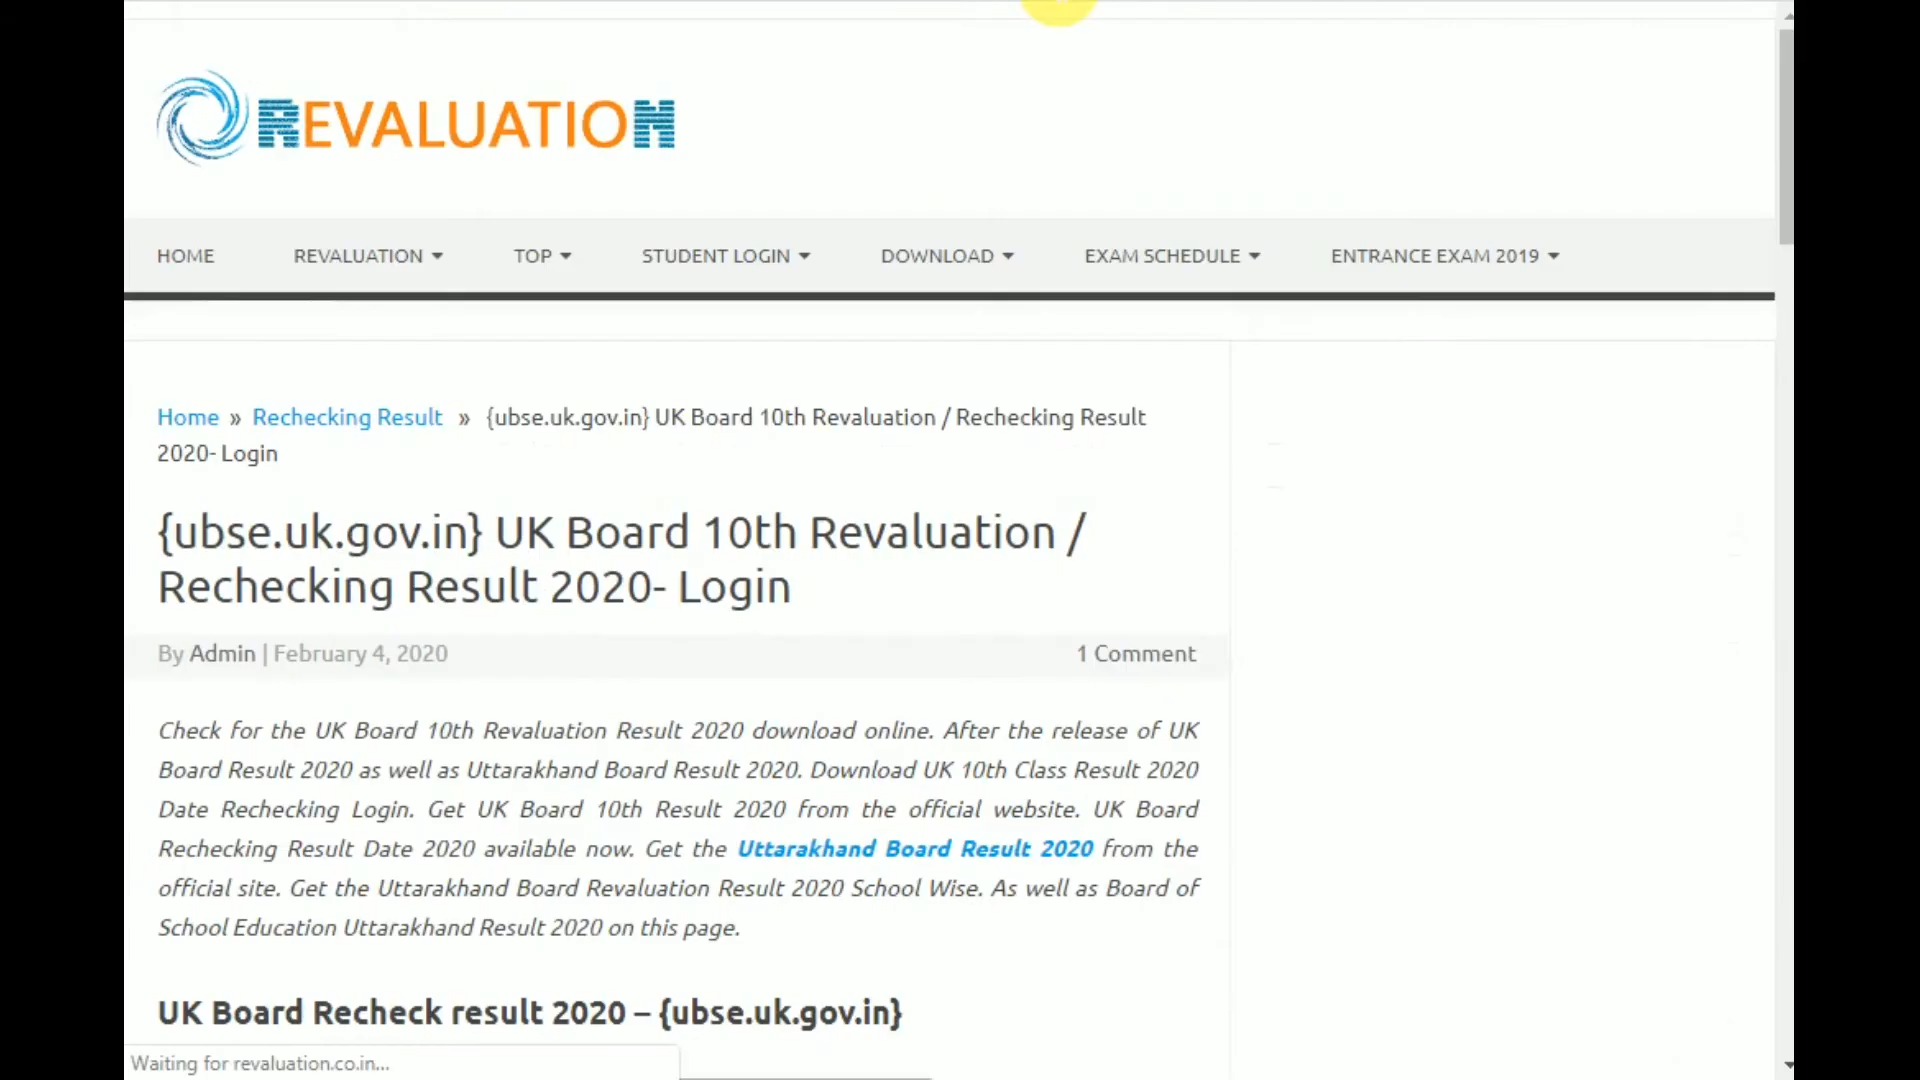 REVALUATION
HOME REVALUATION TOP STUDENT LOGIN DOWNLOAD EXAM SCHEDULE ENTRANCE EXAM 2019
Home » Rechecking Result » {ubse.uk.gov.in} UK Board 10th Revaluation / Rechecking Result
2020- Login
{ubse.uk.gov.in} UK Board 10th Revaluation /
Rechecking Result 2020- Login
By Admin | February 4, 2020 1 Comment
Check for the UK Board 10th Revaluation Result 2020 download online. After the release of UK
Board Result 2020 as well as Uttarakhand Board Result 2020. Download UK 10th Class Result 2020
Date Rechecking Login. Get UK Board 10th Result 2020 from the official website. UK Board
Rechecking Result Date 2020 available now. Get the Uttarakhand Board Result 2020 from the
official site. Get the Uttarakhand Board Revaluation Result 2020 School Wise. As well as Board of
School Education Uttarakhand Result 2020 on this page.
UK Board Recheck result 2020 – {ubse.uk.gov.in}
Waiting for revaluation.co.in...